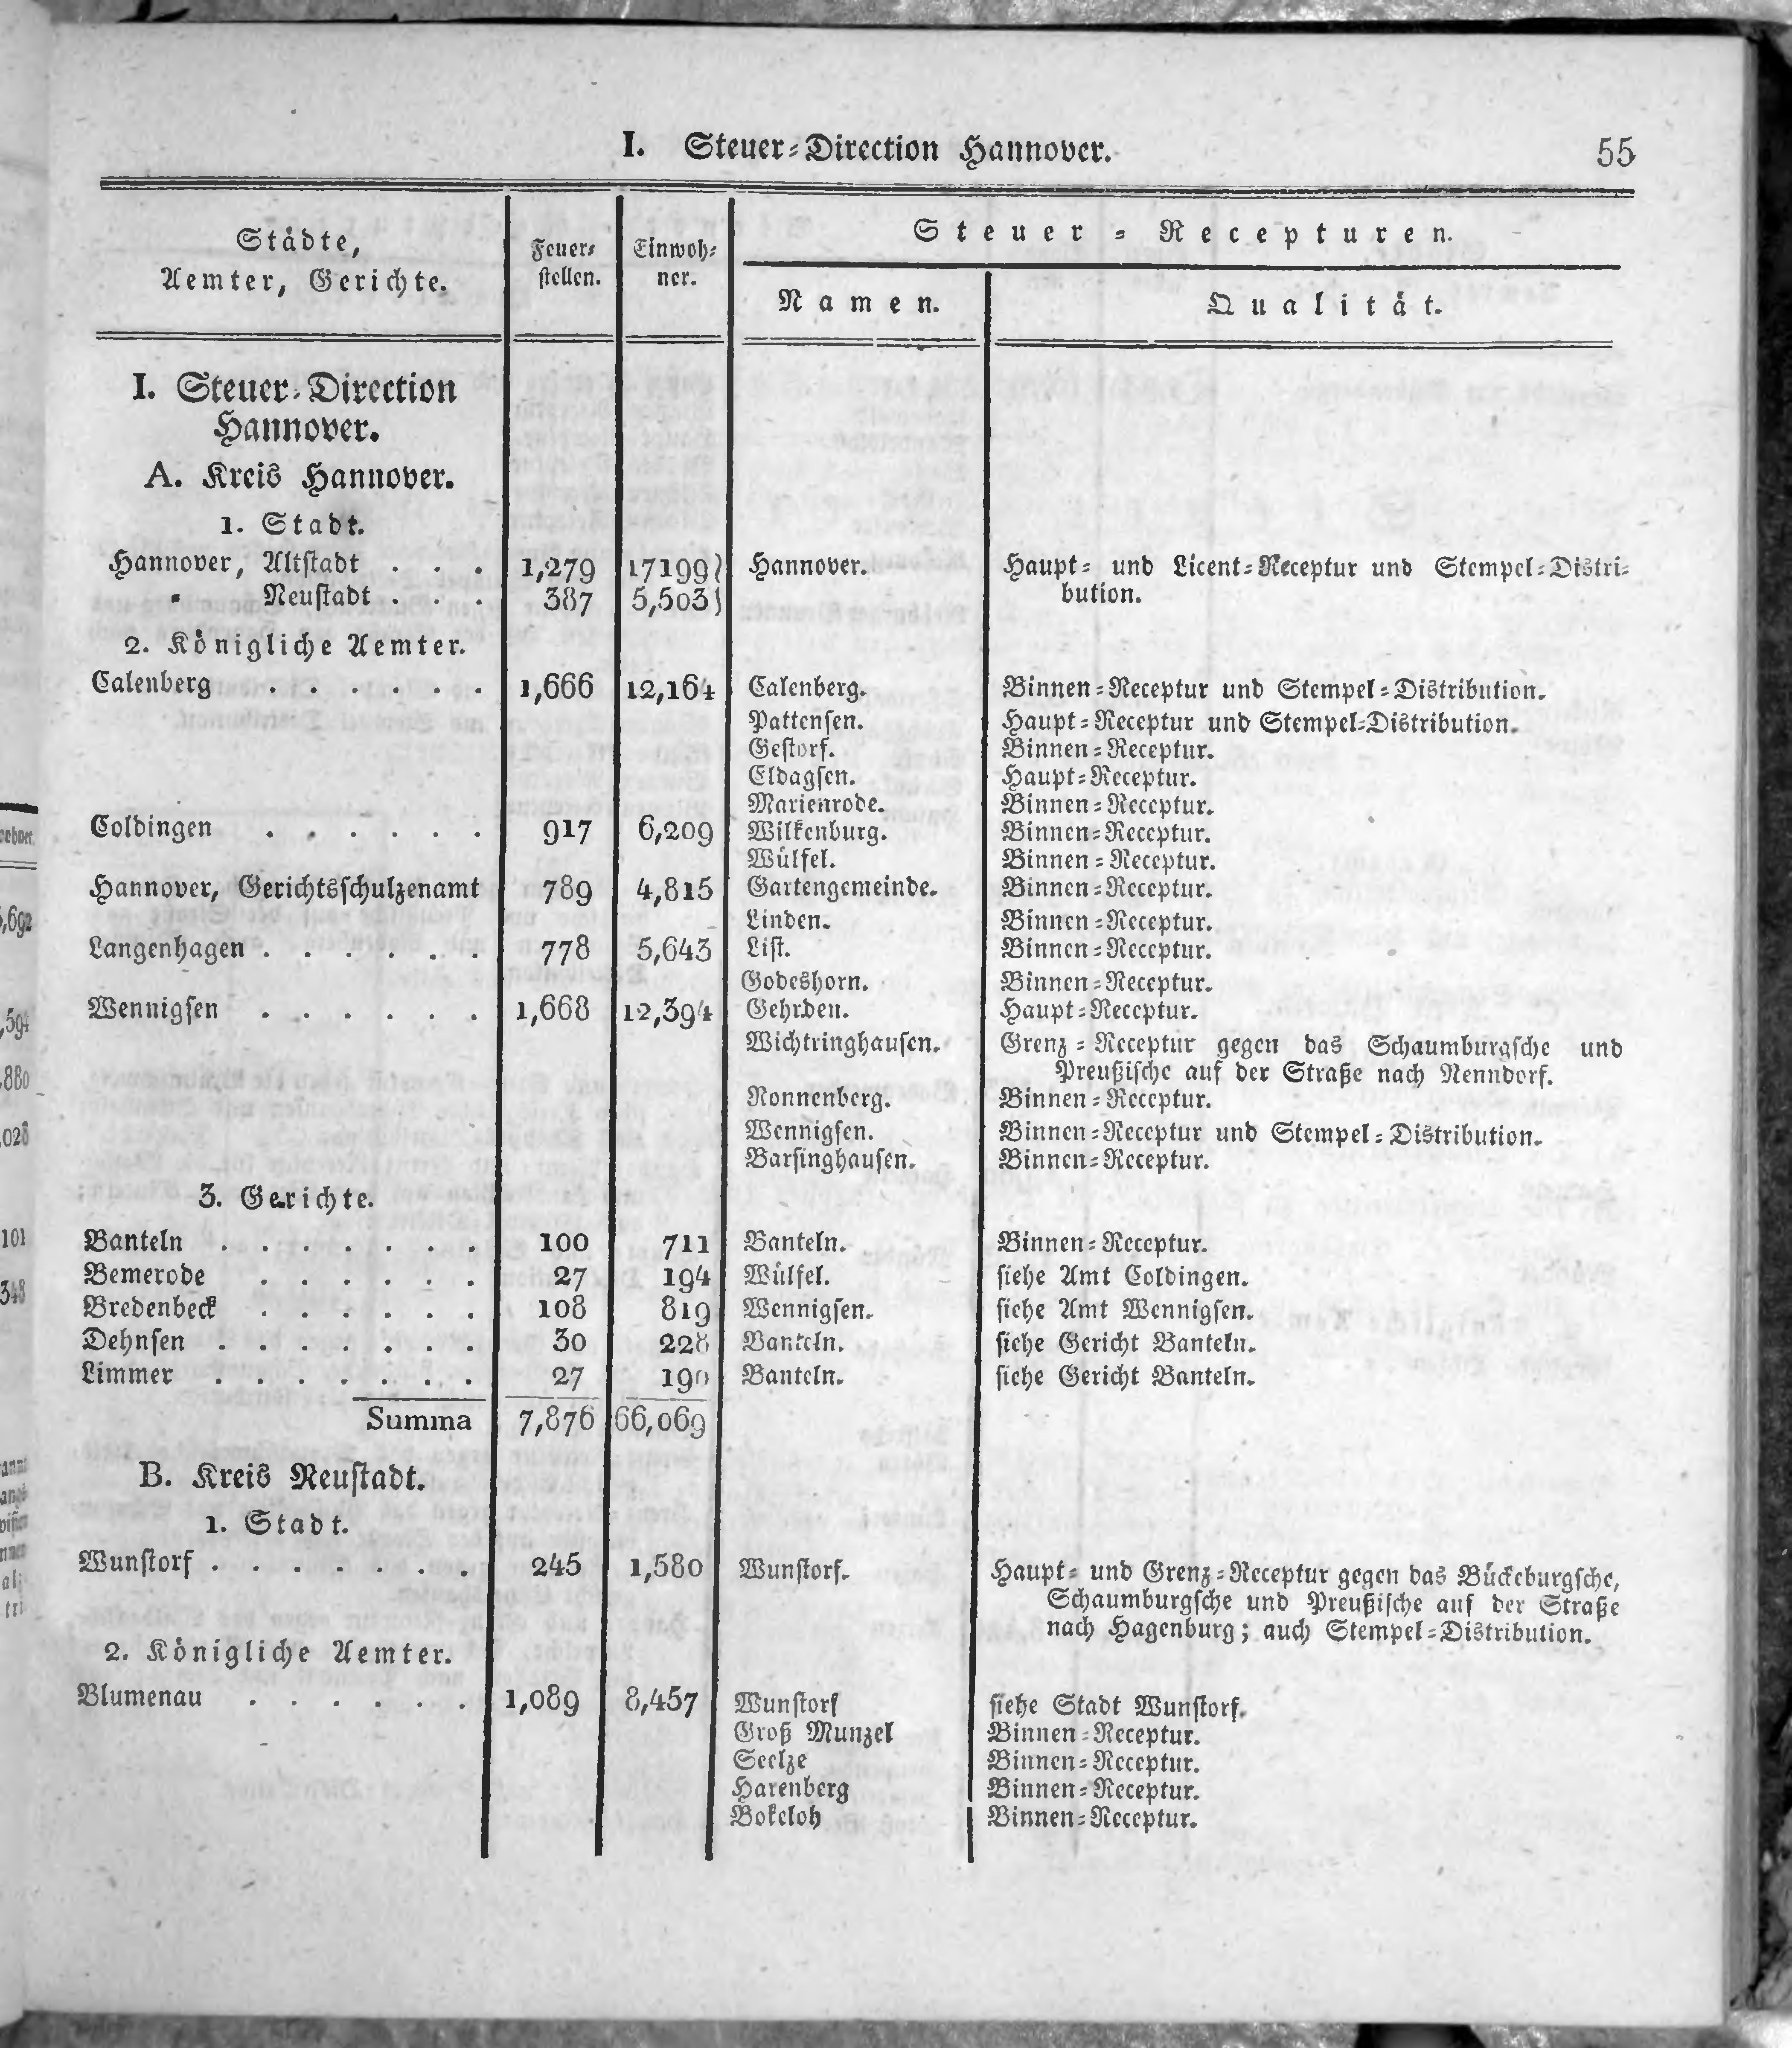 I. Steuer-Direction Hannover. 55
Städte, Aemter, Gerichte. Feuer-stellen. Einwoh-ner. Steuer-Recepturen.
Namen. Qualität.
I. Steuer-Direction
Hannover.
A. Kreis Hannover.
1. Stadt.
Hannover, Altstadt . . . 1,279 17199} Hannover. Haupt- und Licent-Receptur und Stempel-Distri-
" Neustadt . . . 387 5,503} bution.
2. Königliche Aemter.
Calenberg . . . . . . 1,666 12,164 Calenberg. Binnen-Receptur und Stempel-Distribution.
Pattensen. Haupt-Receptur und Stempel-Distribution.
Gestorf. Binnen-Receptur.
Eldagsen. Haupt-Receptur.
Marienrode. Binnen-Receptur.
Coldingen . . . . . . 917 6,209 Wilkenburg. Binnen-Receptur.
Wülfel. Binnen-Receptur.
Hannover, Gerichtsschulzenamt 789 4,815 Gartengemeinde. Binnen-Receptur.
Linden. Binnen-Receptur.
Langenhagen . . . . . . 778 5,643 List. Binnen-Receptur.
Godeshorn. Binnen-Receptur.
Wennigsen . . . . . . 1,668 12,394 Gehrden. Haupt-Receptur.
Wichtringhausen. Grenz-Receptur gegen das Schaumburgsche und
Preußische auf der Straße nach Nenndorf.
Ronnenberg. Binnen-Receptur.
Wennigsen. Binnen-Receptur und Stempel-Distribution.
Barsinghausen. Binnen-Receptur.
3. Gerichte.
Banteln . . . . . . . 100 711 Banteln. Binnen-Receptur.
Bemerode . . . . . . 27 194 Wülfel. siehe Amt Coldingen.
Bredenbeck . . . . . . 108 819 Wennigsen. siehe Amt Wennigsen.
Dehnsen . . . . . . . 30 228 Banteln. siehe Gericht Banteln.
Limmer . . . . . . . 27 190 Banteln. siehe Gericht Banteln.
Summa 7,876 66,069
B. Kreis Neustadt.
1. Stadt.
Wunstorf . . . . . . . 245 1,580 Wunstorf. Haupt- und Grenz-Receptur gegen das Bückeburgsche,
Schaumburgsche und Preußische auf der Straße
nach Hagenburg; auch Stempel-Distribution.
2. Königliche Aemter.
Blumenau . . . . . . 1,089 8,457 Wunstorf siehe Stadt Wunstorf.
Groß Munzel Binnen-Receptur.
Seelze Binnen-Receptur.
Harenberg Binnen-Receptur.
Bokeloh Binnen-Receptur.